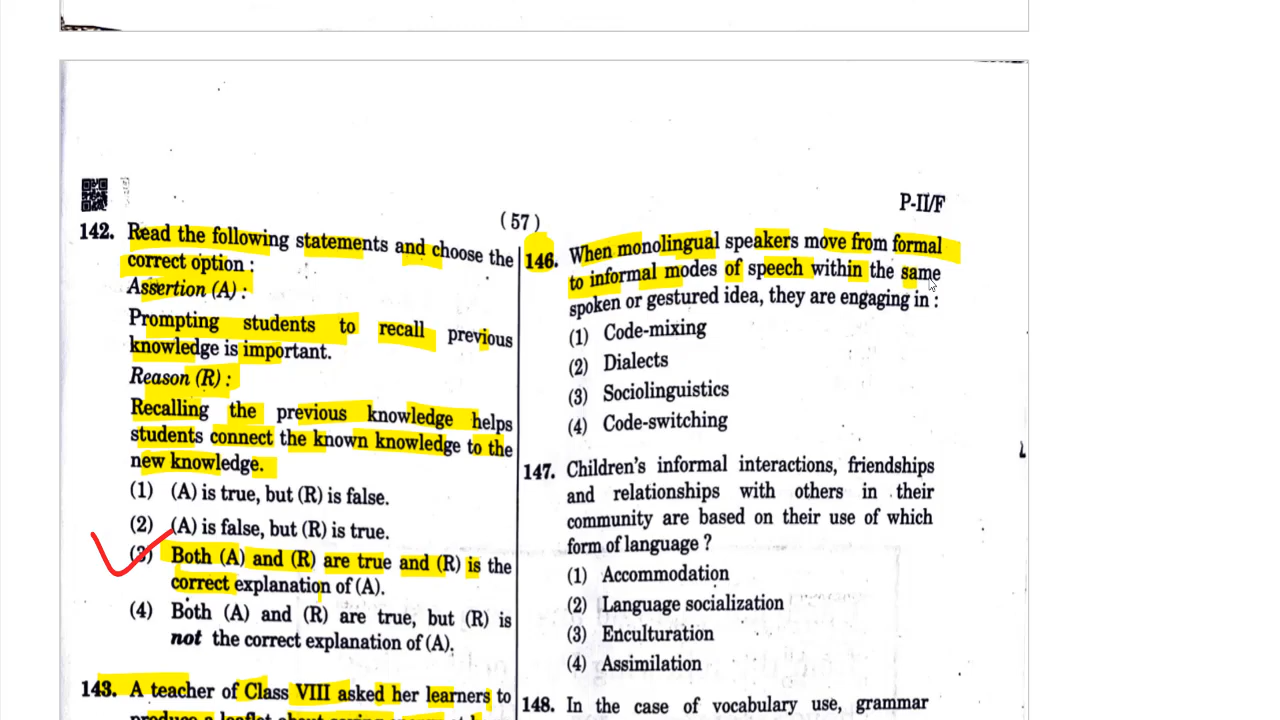 P-II/F
( 57 )
142. Read the following statements and choose the
correct option :
Assertion (A) :
Prompting students to recall previous
knowledge is important.
Reason (R) :
Recalling the previous knowledge helps
students connect the known knowledge to the
new knowledge.
(1) (A) is true, but (R) is false.
(2) (A) is false, but (R) is true.
(3) Both (A) and (R) are true and (R) is the
correct explanation of (A).
(4) Both (A) and (R) are true, but (R) is
not the correct explanation of (A).
143. A teacher of Class VIII asked her learners to
146. When monolingual speakers move from formal
to informal modes of speech within the same
spoken or gestured idea, they are engaging in :
(1) Code-mixing
(2) Dialects
(3) Sociolinguistics
(4) Code-switching
147. Children's informal interactions, friendships
and relationships with others in their
community are based on their use of which
form of language ?
(1) Accommodation
(2) Language socialization
(3) Enculturation
(4) Assimilation
148. In the case of vocabulary use, grammar